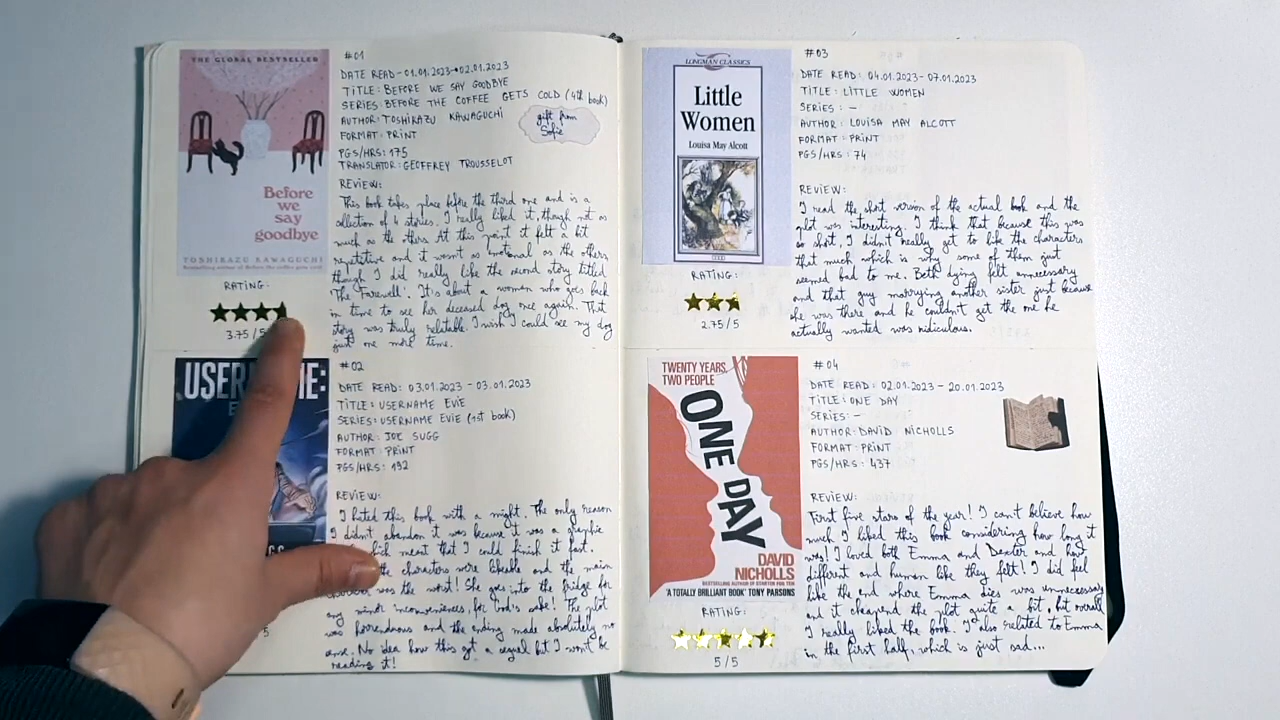 THE GLOBAL BESTSELLER
Before
we
say
goodbye
TOSHIKAZU KAWAGUCHI
Bestselling author of Before the coffee gets cold
RATING:
3.75 / 5
#01
DATE READ - 01.01.2023 - 02.01.2023
TITLE: BEFORE WE SAY GOODBYE
SERIES: BEFORE THE COFFEE GETS COLD (4th book)
AUTHOR: TOSHIKAZU KAWAGUCHI
FORMAT: PRINT
PGS/HRS: 175
TRANSLATOR: GEOFFREY TROUSSELOT
gift from
Sofie
REVIEW:
This book takes place before the third one and is a
collection of 4 stories. I really liked it, though not as
much as the others. At this point it felt a bit
repetitive and it wasn't as emotional as the others
though I did really like the second story titled
'The Farewell'. It's about a woman who goes back
in time to see her deceased dog once again. That
story was truly relatable. I wish I could see my dog
just one more time.
#02
DATE READ: 03.01.2023 - 03.01.2023
TITLE: USERNAME EVIE
SERIES: USERNAME EVIE (1st book)
AUTHOR: JOE SUGG
FORMAT: PRINT
PGS/HRS: 192
REVIEW:
I hated this book with a might. The only reason
I didn't abandon it was because it was a graphic
which meant that I could finish it fast.
the characters were likeable and the main
was the worst! She goes into the fridge for
any minor inconveniences, for God's sake! The plot
was horrendous and the ending made absolutely no
No idea how this got a sequel but I won't be
reading it!
LONGMAN CLASSICS
Little
Women
Louisa May Alcott
RATING:
2.75 / 5
#03
DATE READ: 04.01.2023 - 07.01.2023
TITLE: LITTLE WOMEN
SERIES: -
AUTHOR: LOUISA MAY ALCOTT
FORMAT: PRINT
PGS/HRS: 74
REVIEW:
I read the short version of the actual book and the
plot was interesting. I think that because this was
so short, I didn't really get to like the characters
that much which is why some of them just
seemed bad to me. Beth dying felt unnecessary
and that guy marrying another sister just because
she was there and he couldn't get the one he
actually wanted was ridiculous.
TWENTY YEARS,
TWO PEOPLE
ONE DAY
DAVID
NICHOLLS
BESTSELLING AUTHOR OF STARTER FOR TEN
'A TOTALLY BRILLIANT BOOK' TONY PARSONS
RATING:
5 / 5
#04
DATE READ: 02.01.2023 - 20.01.2023
TITLE: ONE DAY
SERIES: -
AUTHOR: DAVID NICHOLLS
FORMAT: PRINT
PGS/HRS: 437
REVIEW:
First five stars of the year! I can't believe how
much I liked this book considering how long it
was! I loved both Emma and Dexter and how
different and human like they felt! I did feel
like the end where Emma dies was unnecessary
and it cheapend the plot quite a bit, but overall
I really liked the book. I also related to Emma
in the first half, which is just sad...